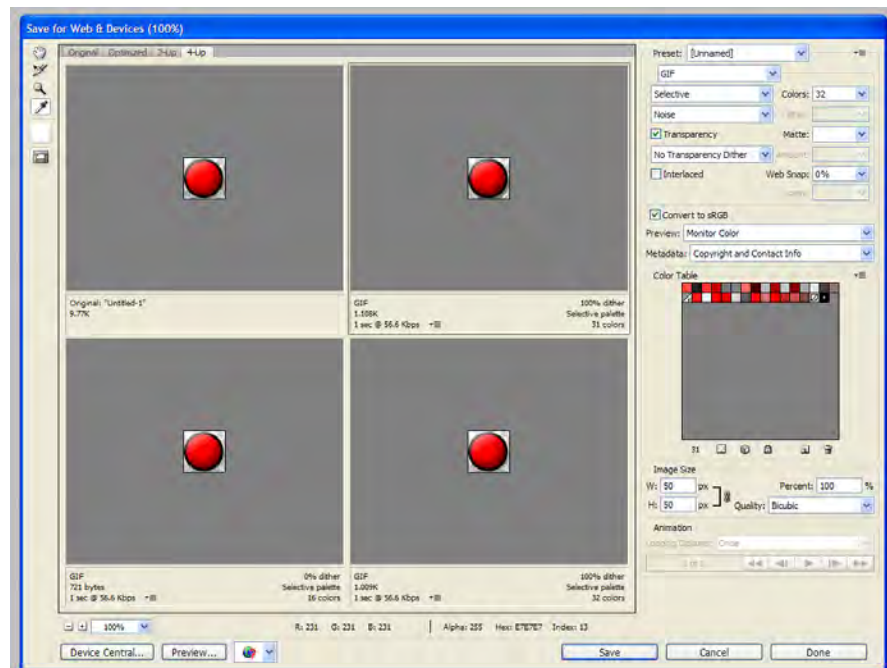 Save for Web & Devices (100%)
Original Optimized 2-Up 4-Up
Original: "Untitled-1"
9.77K
GIF 100% dither
1.108K Selective palette
1 sec @ 56.6 Kbps 31 colors
GIF 0% dither
721 bytes Selective palette
1 sec @ 56.6 Kbps 16 colors
GIF 100% dither
1.009K Selective palette
1 sec @ 56.6 Kbps 32 colors
Preset: [Unnamed]
GIF
Selective Colors: 32
Noise
Transparency Matte:
No Transparency Dither Amount:
Interlaced Web Snap: 0%
Convert to sRGB
Preview: Monitor Color
Metadata: Copyright and Contact Info
Color Table
31
Image Size
W: 50 px Percent: 100 %
H: 50 px Quality: Bicubic
Animation
Looping Options: Once
1 of 1
100% R: 231 G: 231 B: 231 Alpha: 255 Hex: E7E7E7 Index: 13
Device Central... Preview... Save Cancel Done